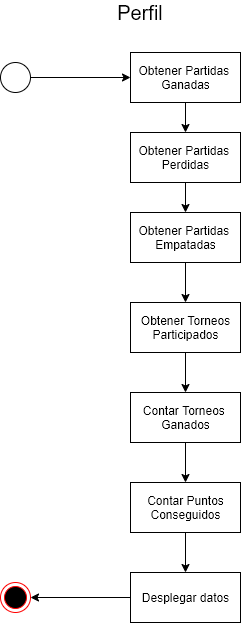 Perfil
Obtener Partidas
Ganadas
Obtener Partidas
Perdidas
Obtener Partidas
Empatadas
Obtener Torneos
Participados
Contar Torneos
Ganados
Contar Puntos
Conseguidos
Desplegar datos